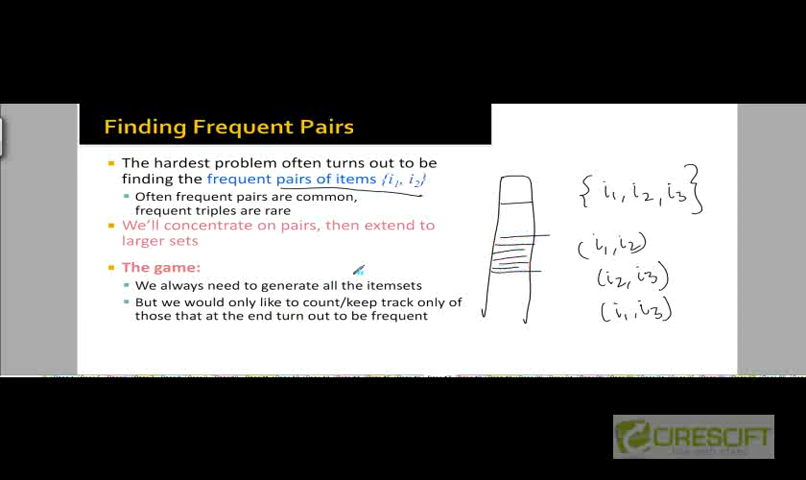 Finding Frequent Pairs
The hardest problem often turns out to be
finding the frequent pairs of items {i1, i2}
Often frequent pairs are common,
frequent triples are rare
We'll concentrate on pairs, then extend to
larger sets
The game:
We always need to generate all the itemsets
But we would only like to count/keep track only of
those that at the end turn out to be frequent
{i1, i2, i3}
(i1, i2)
(i2, i3)
(i1, i3)